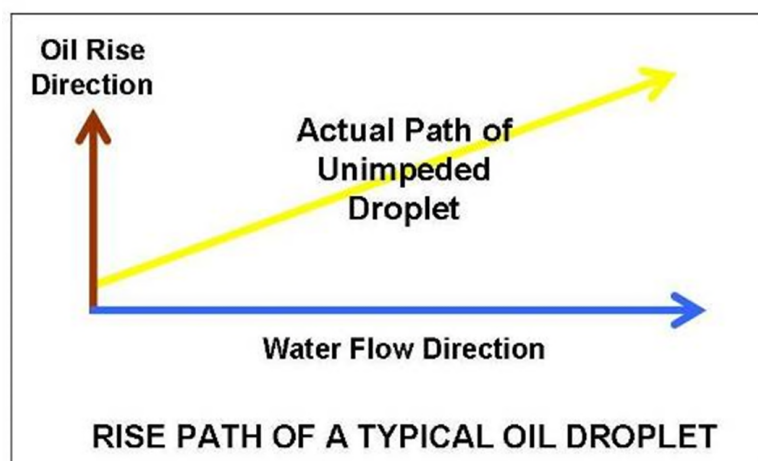 Oil Rise
Direction
Actual Path of
Unimpeded
Droplet
Water Flow Direction
RISE PATH OF A TYPICAL OIL DROPLET